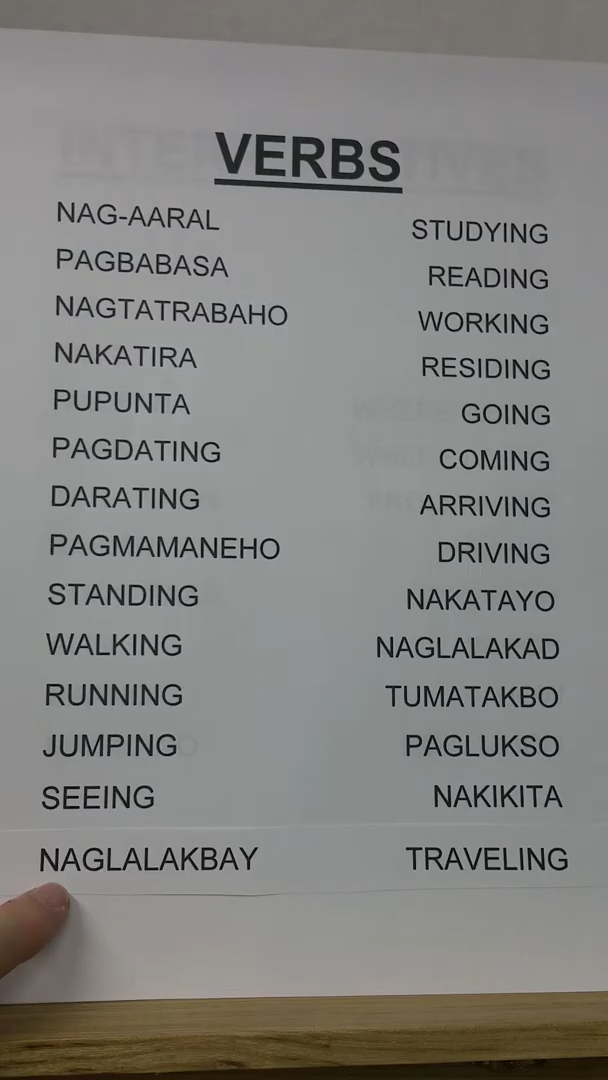 VERBS
NAG-AARAL STUDYING
PAGBABASA READING
NAGTATRABAHO WORKING
NAKATIRA RESIDING
PUPUNTA GOING
PAGDATING COMING
DARATING ARRIVING
PAGMAMANEHO DRIVING
STANDING NAKATAYO
WALKING NAGLALAKAD
RUNNING TUMATAKBO
JUMPING PAGLUKSO
SEEING NAKIKITA
NAGLALAKBAY TRAVELING